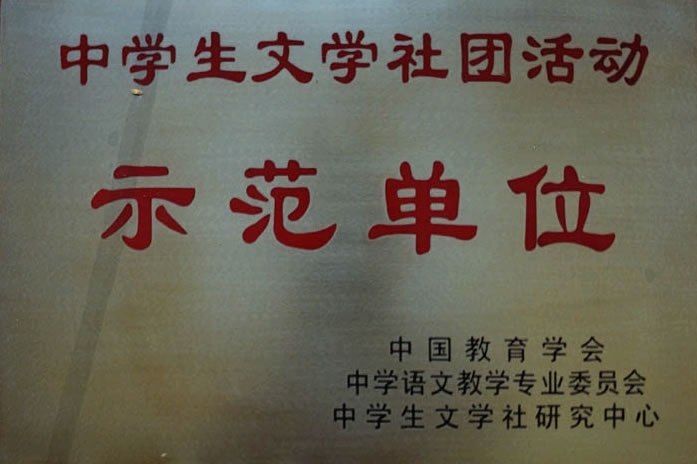 中学生文学社团活动
示范单位
中国教育学会
中学语文教学专业委员会
中学生文学社研究中心